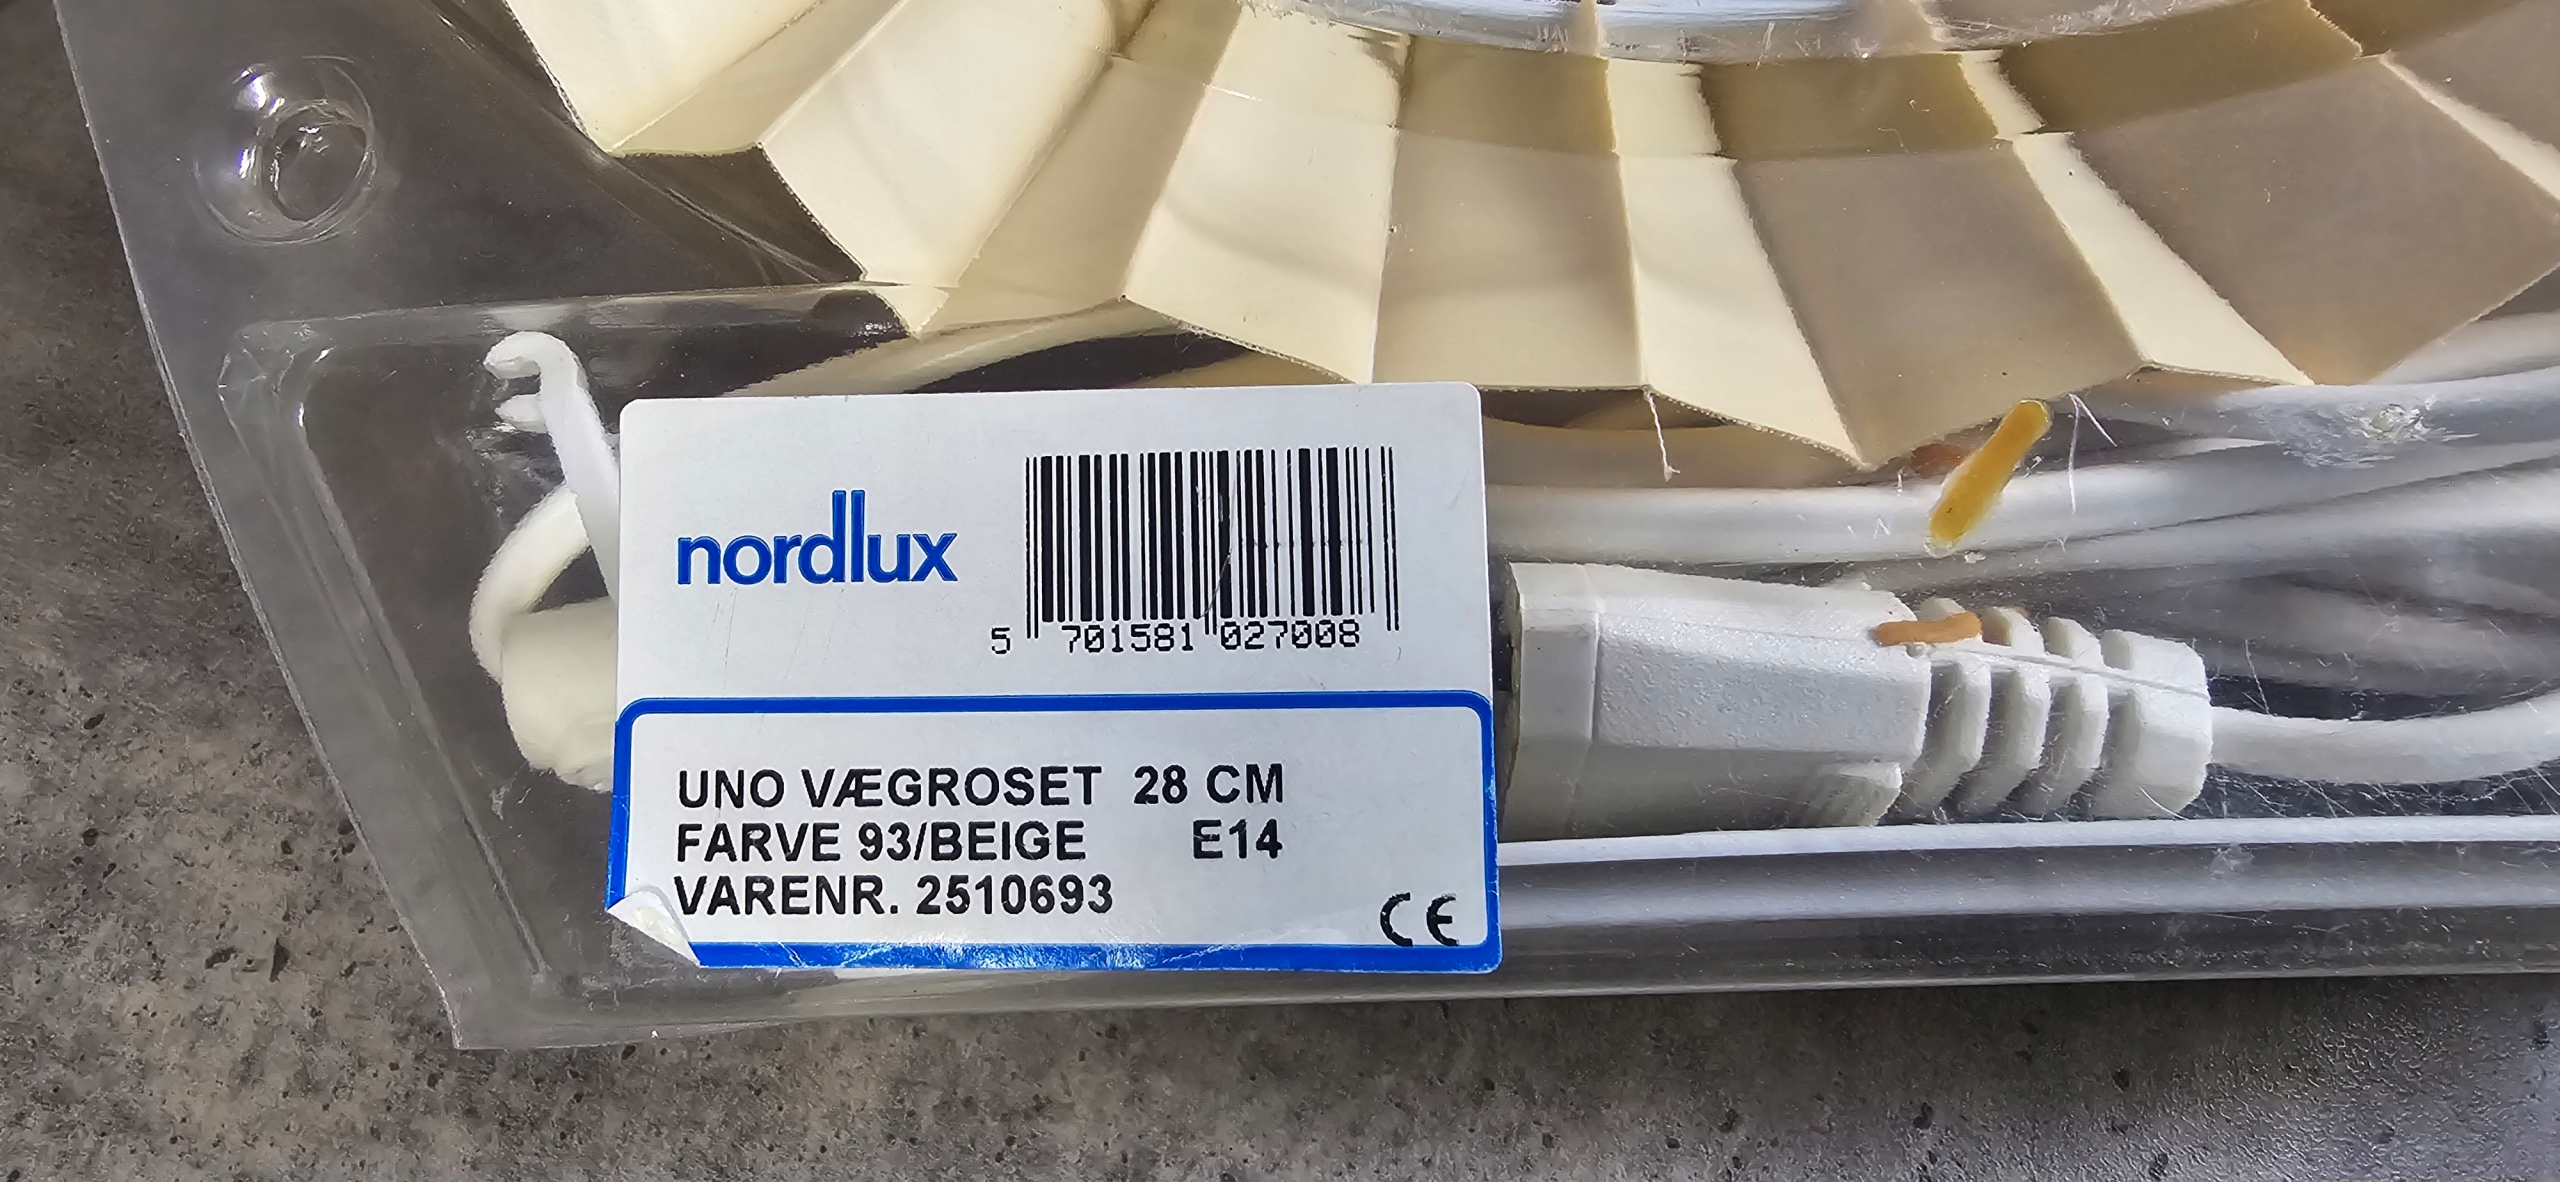 nordlux
5 701581 027008
UNO VÆGROSET 28 CM
FARVE 93/BEIGE E14
VARENR. 2510693
CE